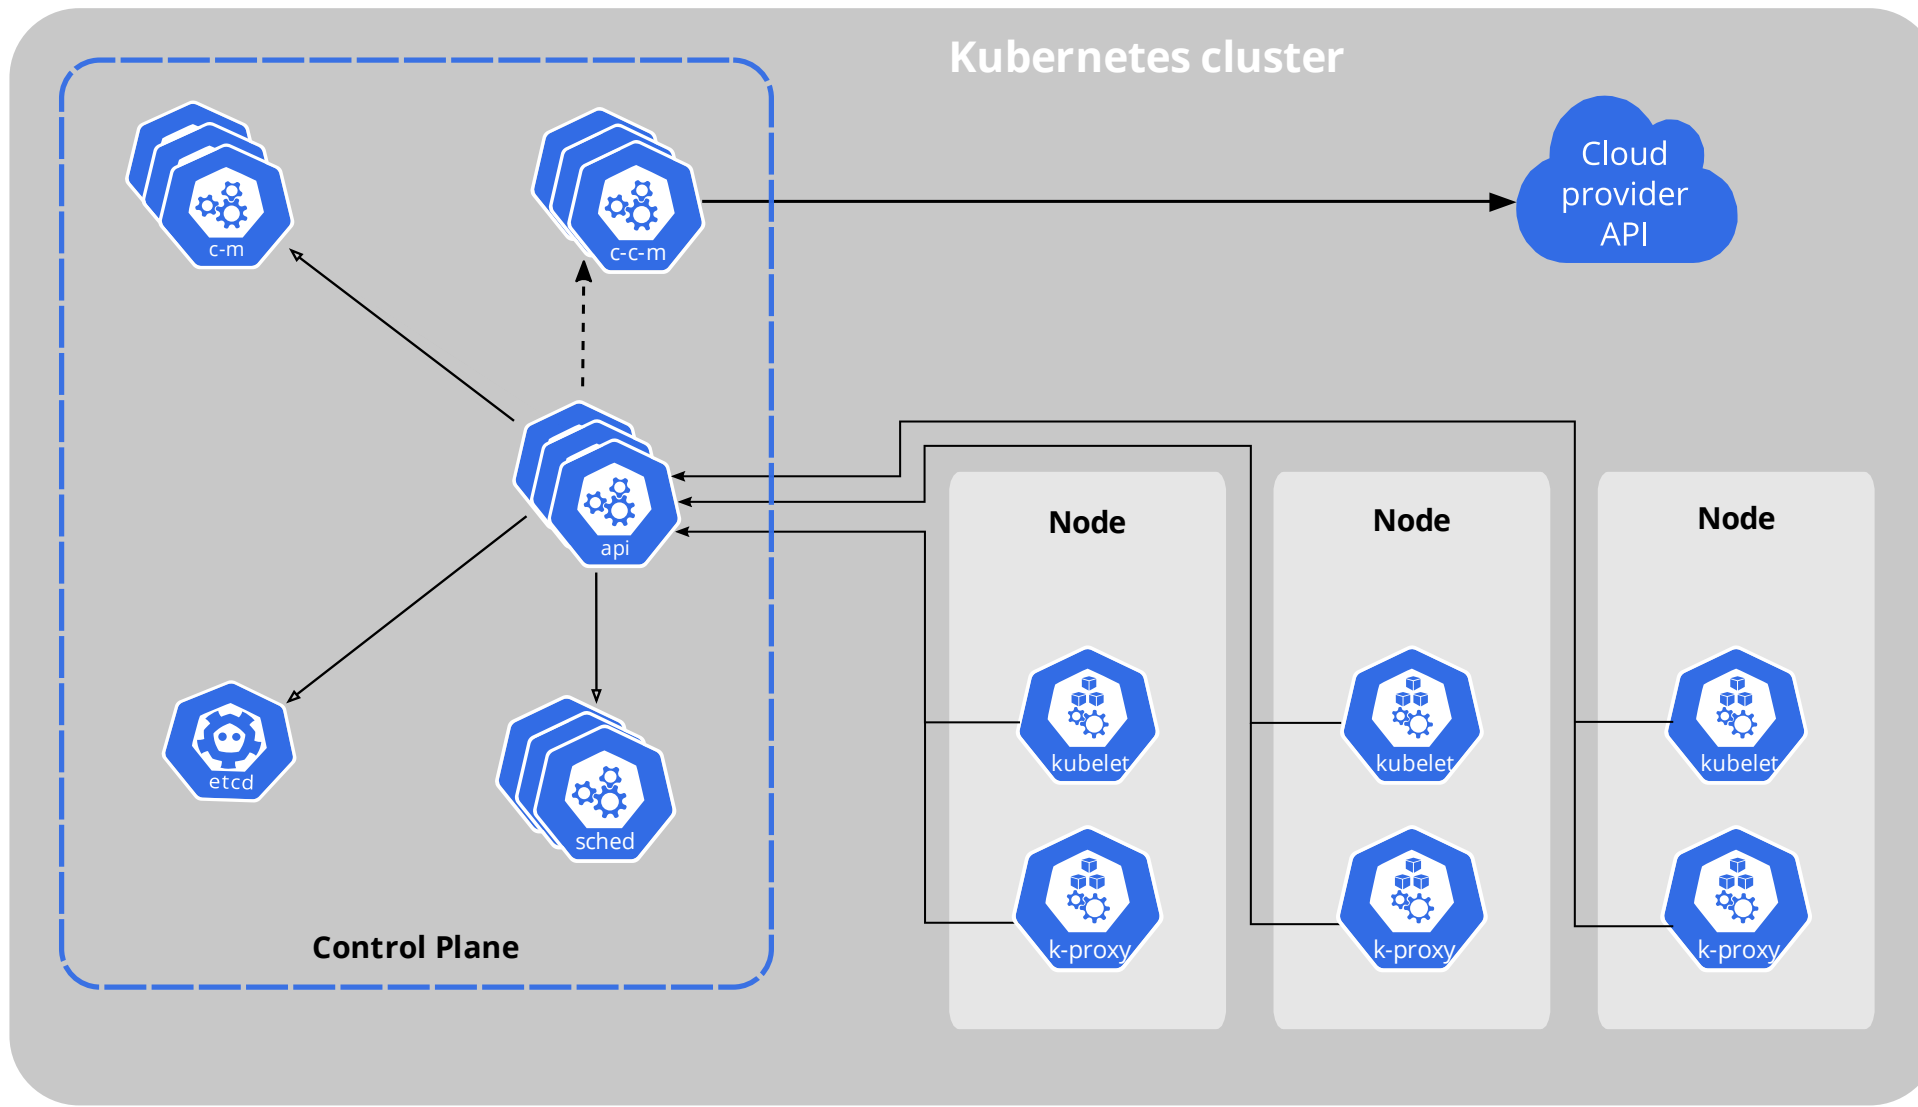 Kubernetes cluster
c-m
c-c-m
Cloud
provider
API
api
etcd
sched
Control Plane
Node
kubelet
k-proxy
Node
kubelet
k-proxy
Node
kubelet
k-proxy